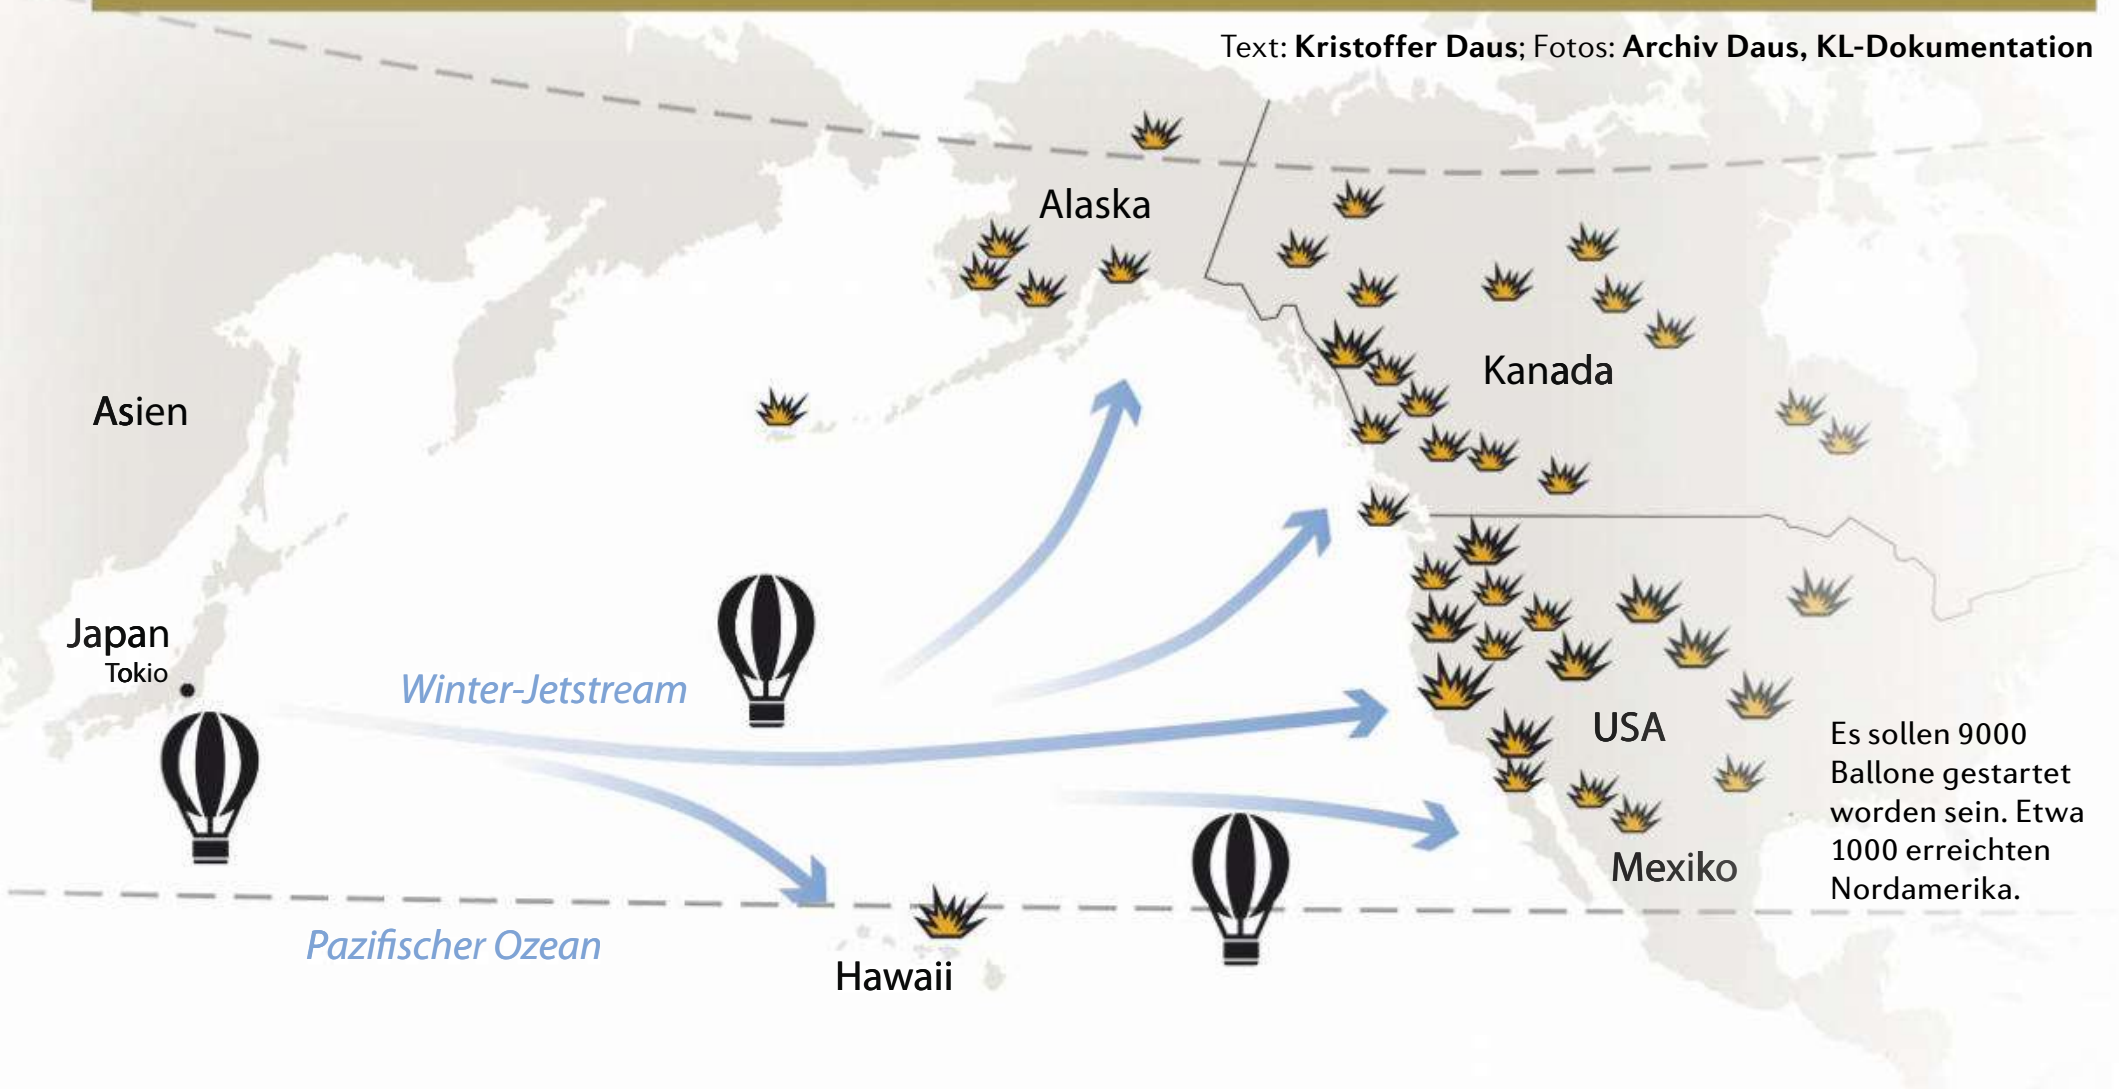 Text: Kristoffer Daus; Fotos: Archiv Daus, KL-Dokumentation
Alaska
Kanada
Asien
Japan
Tokio
Winter-Jetstream
USA
Es sollen 9000
Ballone gestartet
worden sein. Etwa
1000 erreichten
Nordamerika.
Mexiko
Pazifischer Ozean
Hawaii